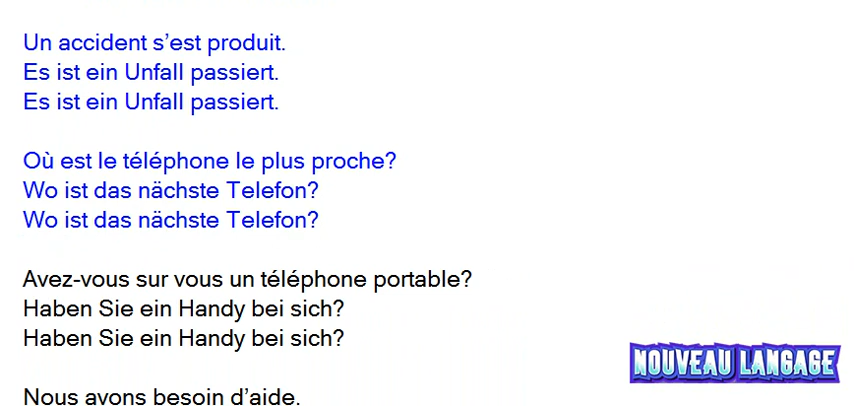 Un accident s’est produit.
Es ist ein Unfall passiert.
Es ist ein Unfall passiert.
Où est le téléphone le plus proche?
Wo ist das nächste Telefon?
Wo ist das nächste Telefon?
Avez-vous sur vous un téléphone portable?
Haben Sie ein Handy bei sich?
Haben Sie ein Handy bei sich?
NOUVEAU LANGAGE
Nous avons besoin d’aide.